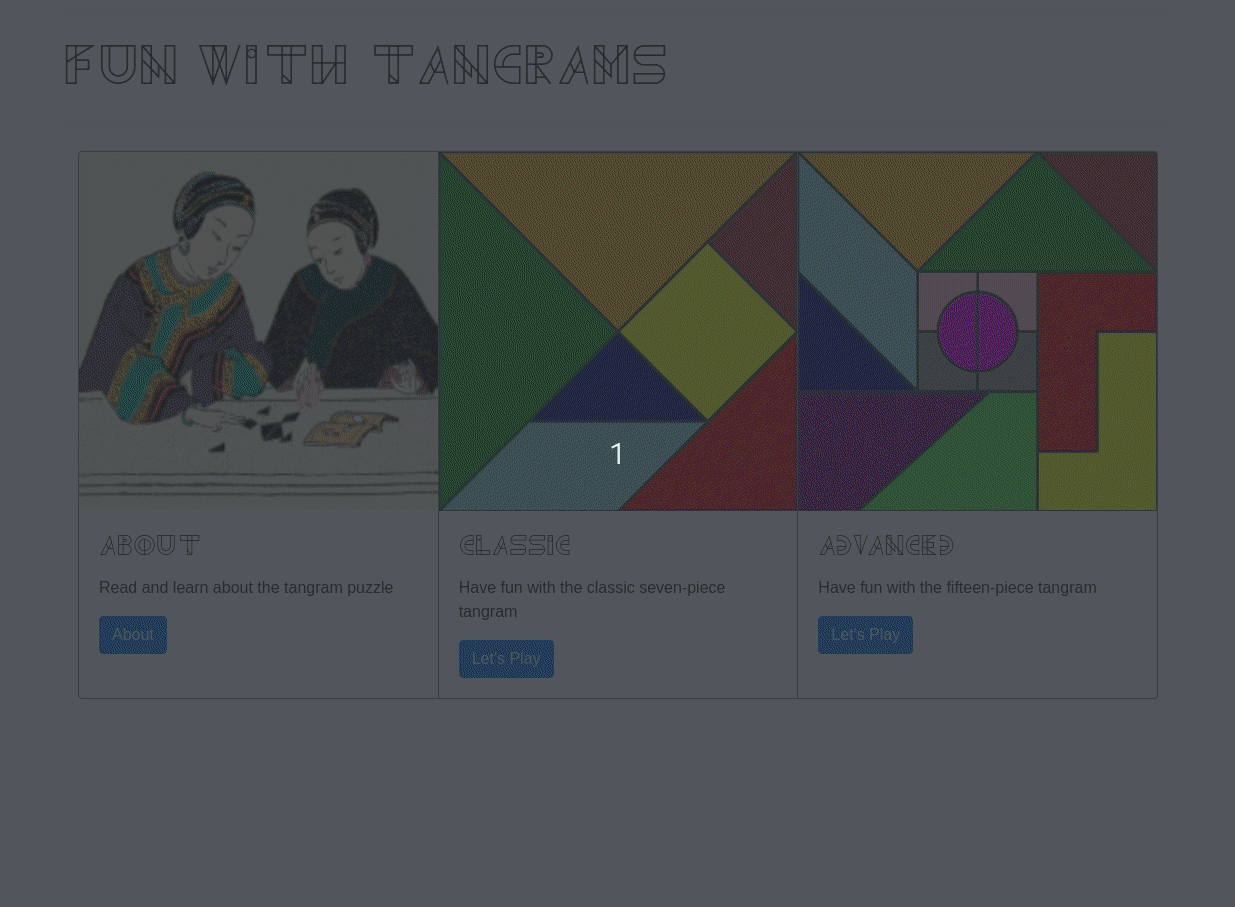 FUN WITH TANGRAMS
1
ABOUT
Read and learn about the tangram puzzle
About
CLASSIC
Have fun with the classic seven-piece
tangram
Let's Play
ADVANCED
Have fun with the fifteen-piece tangram
Let's Play